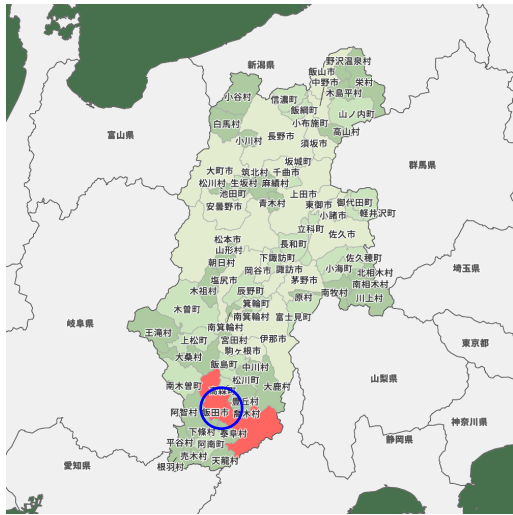 新潟県
野沢温泉村
飯山市
中野市
栄村
木島平村
小谷村
信濃町
飯綱町
山ノ内町
白馬村
小布施町
高山村
富山県
小川村
長野市
須坂市
群馬県
坂城町
大町市
筑北村
千曲市
松川村
生坂村
麻績村
池田町
上田市
安曇野市
青木村
東御市
御代田町
小諸市
軽井沢町
立科町
佐久市
松本市
長和町
山形村
下諏訪町
佐久穂町
朝日村
岡谷市
諏訪市
小海町
北相木村
埼玉県
塩尻市
茅野市
南相木村
木祖村
辰野町
原村
南牧村
川上村
箕輪町
木曽町
南箕輪村
富士見町
岐阜県
南箕輪村
王滝村
上松町
宮田村
伊那市
東京都
駒ヶ根市
大桑村
飯島町
中川村
山梨県
南木曽町
松川町
大鹿村
高森町
豊丘村
阿智村
飯田市
喬木村
神奈川県
下條村
泰阜村
静岡県
平谷村
阿南町
売木村
天龍村
愛知県
根羽村